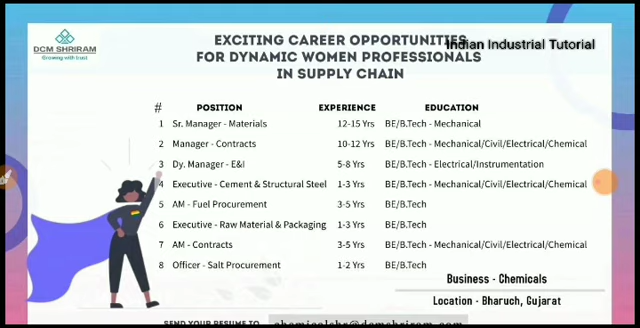 DCM SHRIRAM
Growing with trust
EXCITING CAREER OPPORTUNITIES
Indian Industrial Tutorial
FOR DYNAMIC WOMEN PROFESSIONALS
IN SUPPLY CHAIN
# POSITION EXPERIENCE EDUCATION
1 Sr. Manager - Materials 12-15 Yrs BE/B.Tech - Mechanical
2 Manager - Contracts 10-12 Yrs BE/B.Tech - Mechanical/Civil/Electrical/Chemical
3 Dy. Manager - E&I 5-8 Yrs BE/B.Tech - Electrical/Instrumentation
4 Executive - Cement & Structural Steel 1-3 Yrs BE/B.Tech - Mechanical/Civil/Electrical/Chemical
5 AM - Fuel Procurement 3-5 Yrs BE/B.Tech
6 Executive - Raw Material & Packaging 1-3 Yrs BE/B.Tech
7 AM - Contracts 3-5 Yrs BE/B.Tech - Mechanical/Civil/Electrical/Chemical
8 Officer - Salt Procurement 1-2 Yrs BE/B.Tech
Business - Chemicals
Location - Bharuch, Gujarat
SEND YOUR RESUME TO chemicalshr@dcmshriram.com